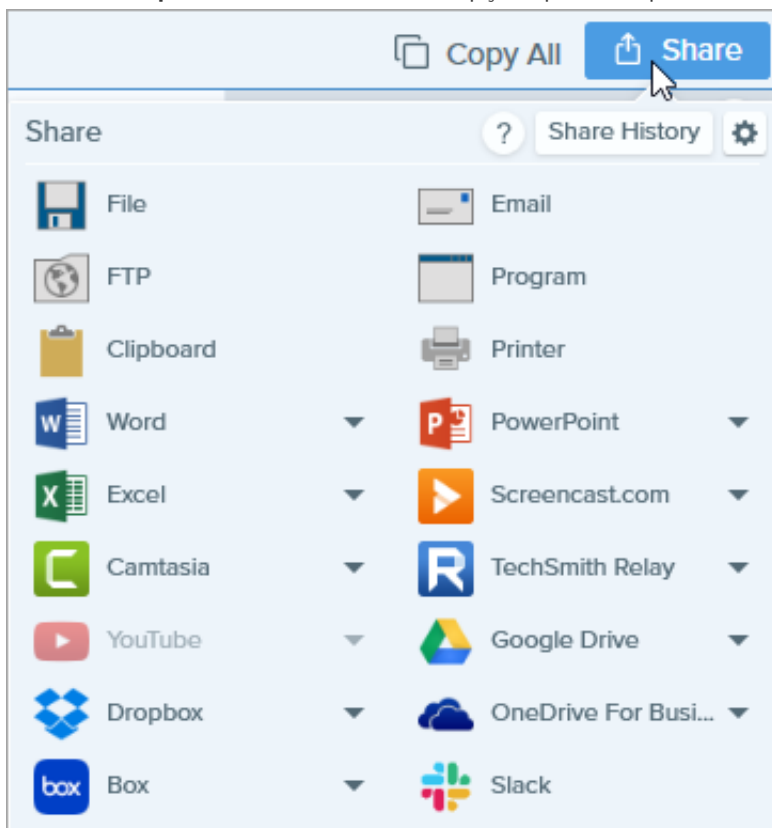 Copy All Share
Share ? Share History
File Email
FTP Program
Clipboard Printer
W Word P PowerPoint
X Excel Screencast.com
C Camtasia R TechSmith Relay
YouTube Google Drive
Dropbox OneDrive For Busi...
box Box Slack